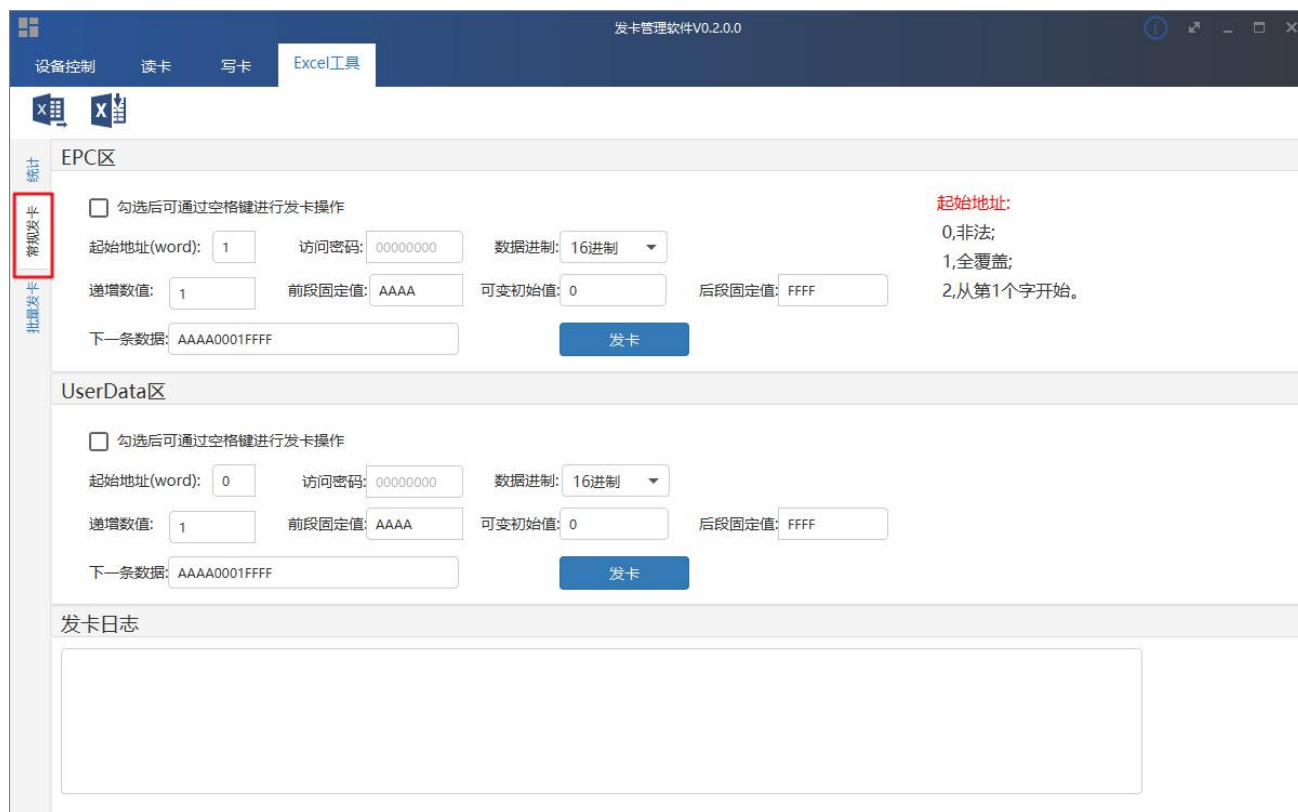 发卡管理软件V0.2.0.0
设备控制 读卡 写卡 Excel工具
统计
常规发卡
批量发卡
EPC区
勾选后可通过空格键进行发卡操作
起始地址(word): 1 访问密码: 00000000 数据进制: 16进制
递增数值: 1 前段固定值: AAAA 可变初始值: 0 后段固定值: FFFF
下一条数据: AAAA0001FFFF 发卡
起始地址:
0,非法;
1,全覆盖;
2,从第1个字开始。
UserData区
勾选后可通过空格键进行发卡操作
起始地址(word): 0 访问密码: 00000000 数据进制: 16进制
递增数值: 1 前段固定值: AAAA 可变初始值: 0 后段固定值: FFFF
下一条数据: AAAA0001FFFF 发卡
发卡日志